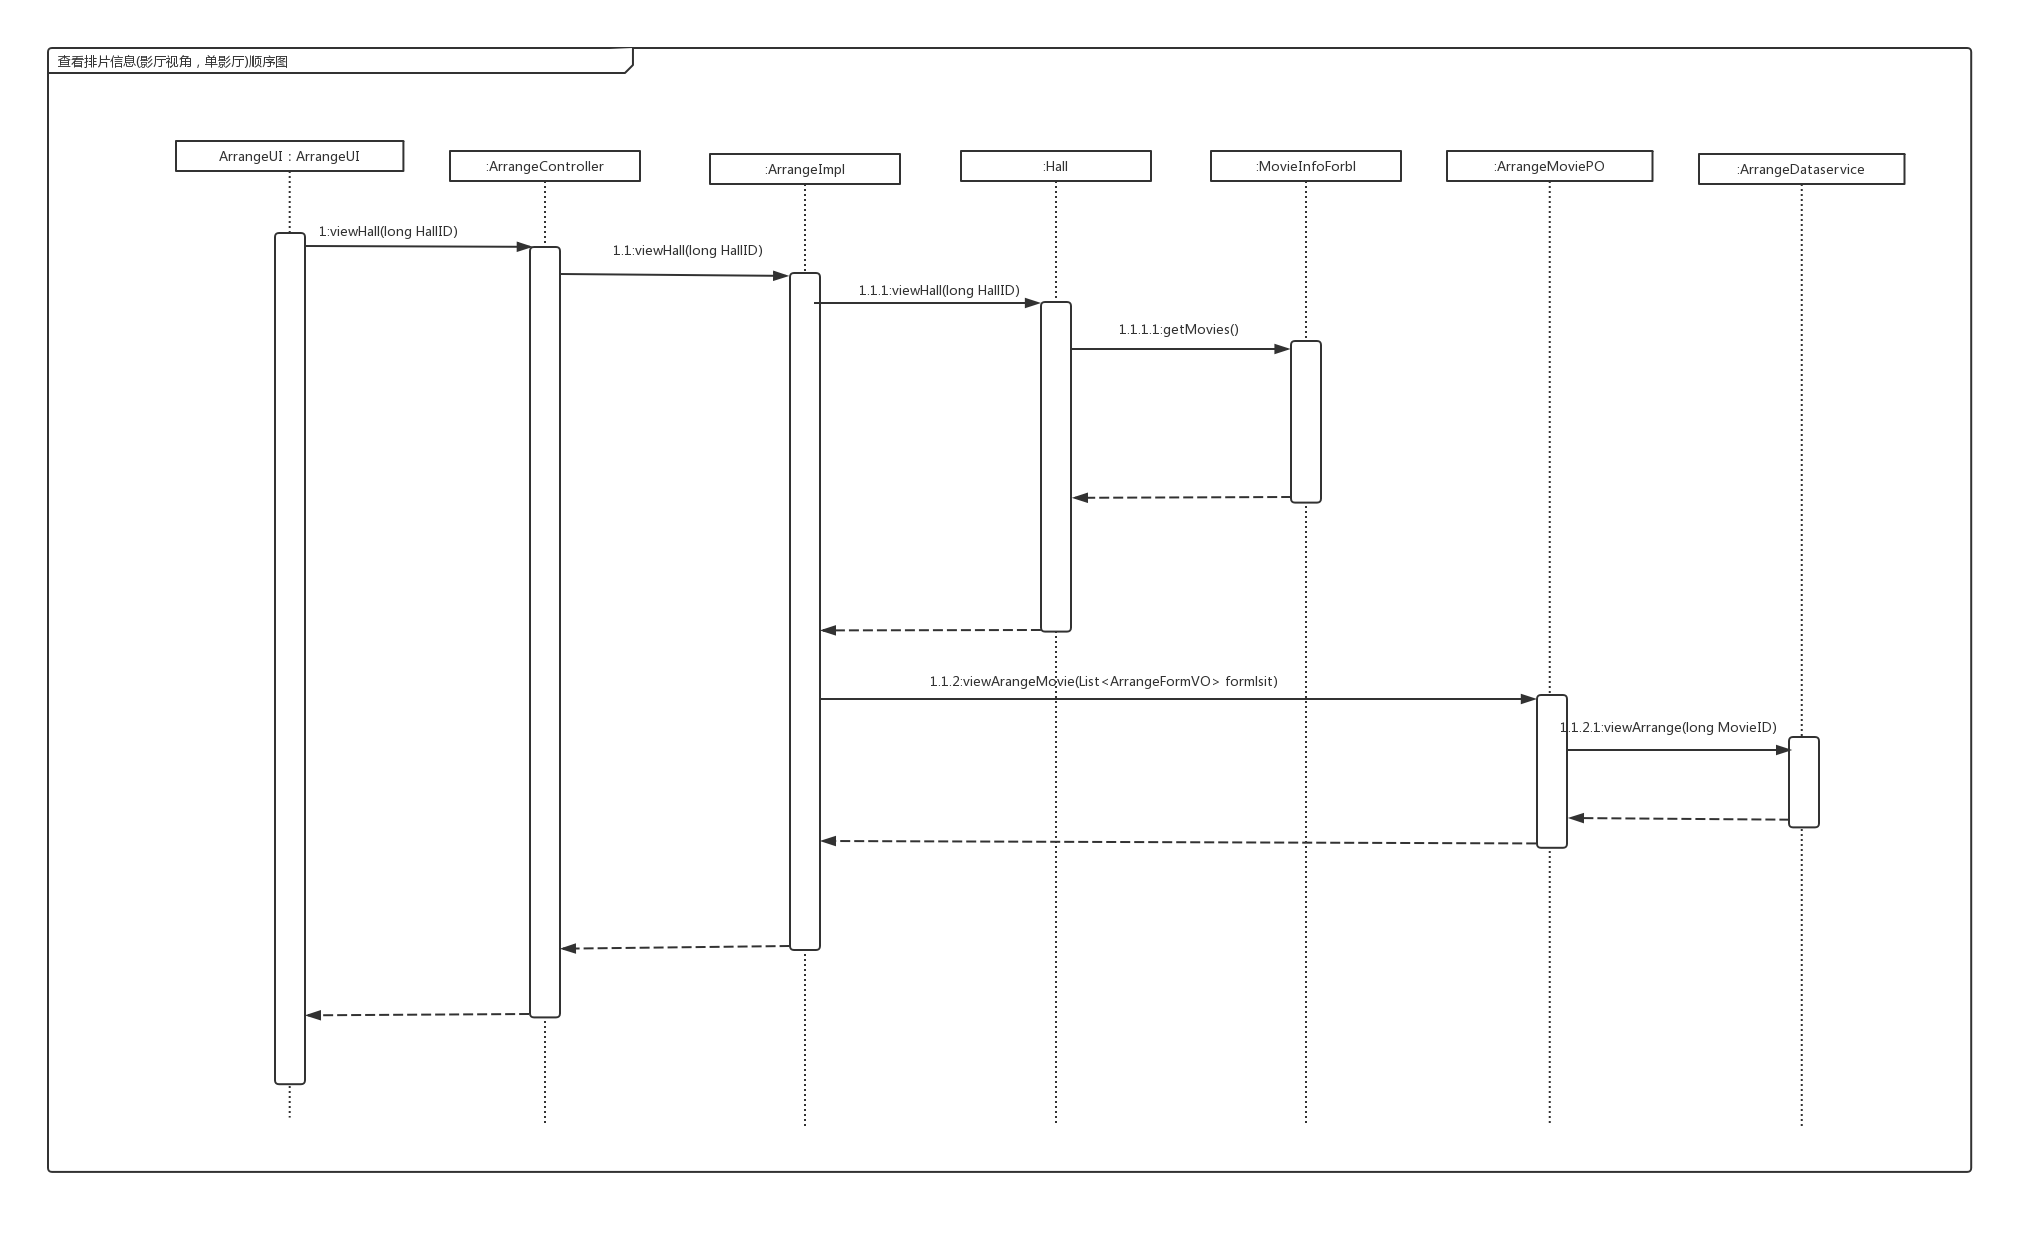 查看排片信息(影厅视角，单影厅)顺序图
ArrangeUI：ArrangeUI
:ArrangeController
:ArrangeImpl
:Hall
:MovieInfoForbl
:ArrangeMoviePO
:ArrangeDataservice
1:viewHall(long HallID)
1.1:viewHall(long HallID)
1.1.1:viewHall(long HallID)
1.1.1.1:getMovies()
1.1.2:viewArangeMovie(List<ArrangeFormVO> formlsit)
1.1.2.1:viewArrange(long MovieID)